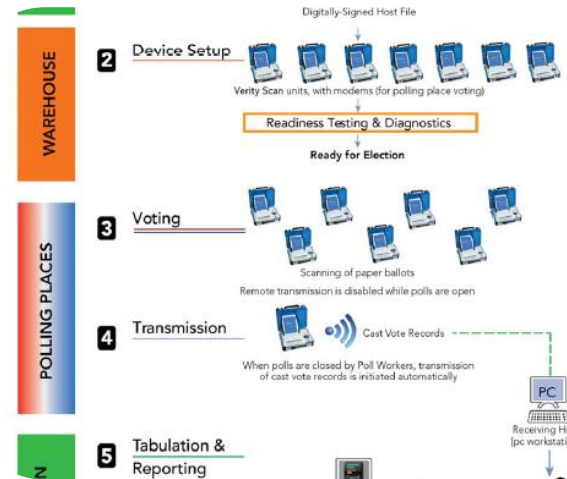 Digitally-Signed Host File
WAREHOUSE
2 Device Setup
Verity Scan units, with modems (for polling place voting)
Readiness Testing & Diagnostics
Ready for Election
POLLING PLACES
3 Voting
Scanning of paper ballots
Remote transmission is disabled while polls are open
4 Transmission
Cast Vote Records
When polls are closed by Poll Workers, transmission
of cast vote records is initiated automatically
PC
Receiving
[pc
5 Tabulation &
Reporting
N